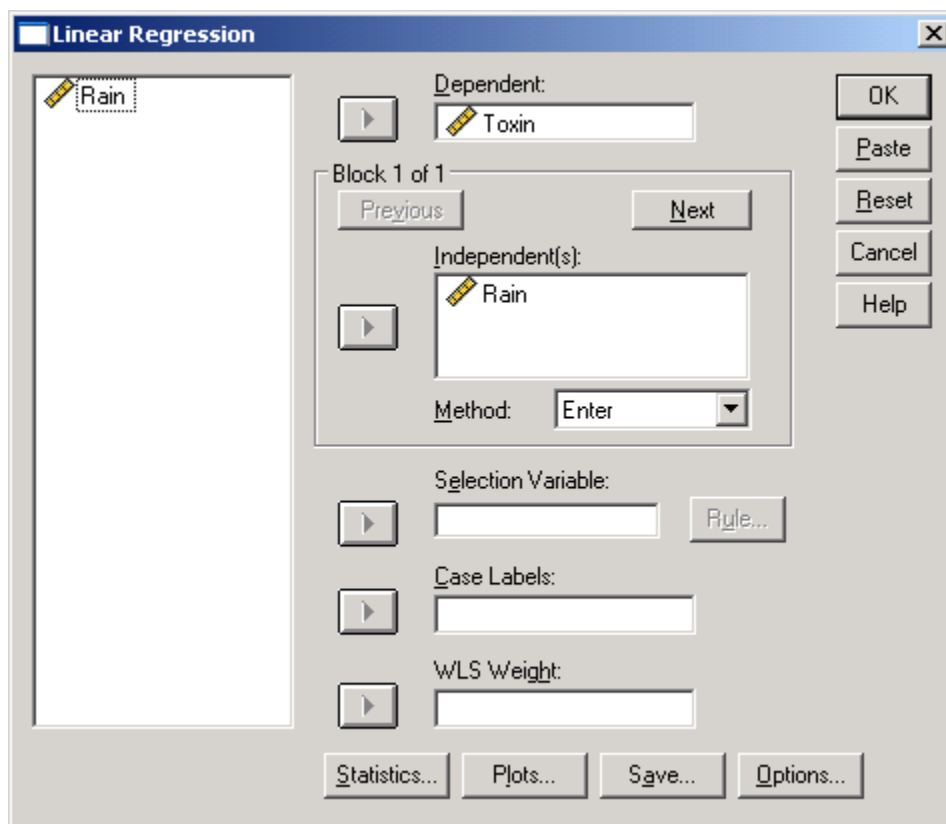 Linear Regression
Rain
Dependent:
Toxin
Block 1 of 1
Previous
Next
Independent(s):
Rain
Method:
Enter
Selection Variable:
Rule...
Case Labels:
WLS Weight:
Statistics...
Plots...
Save...
Options...
OK
Paste
Reset
Cancel
Help